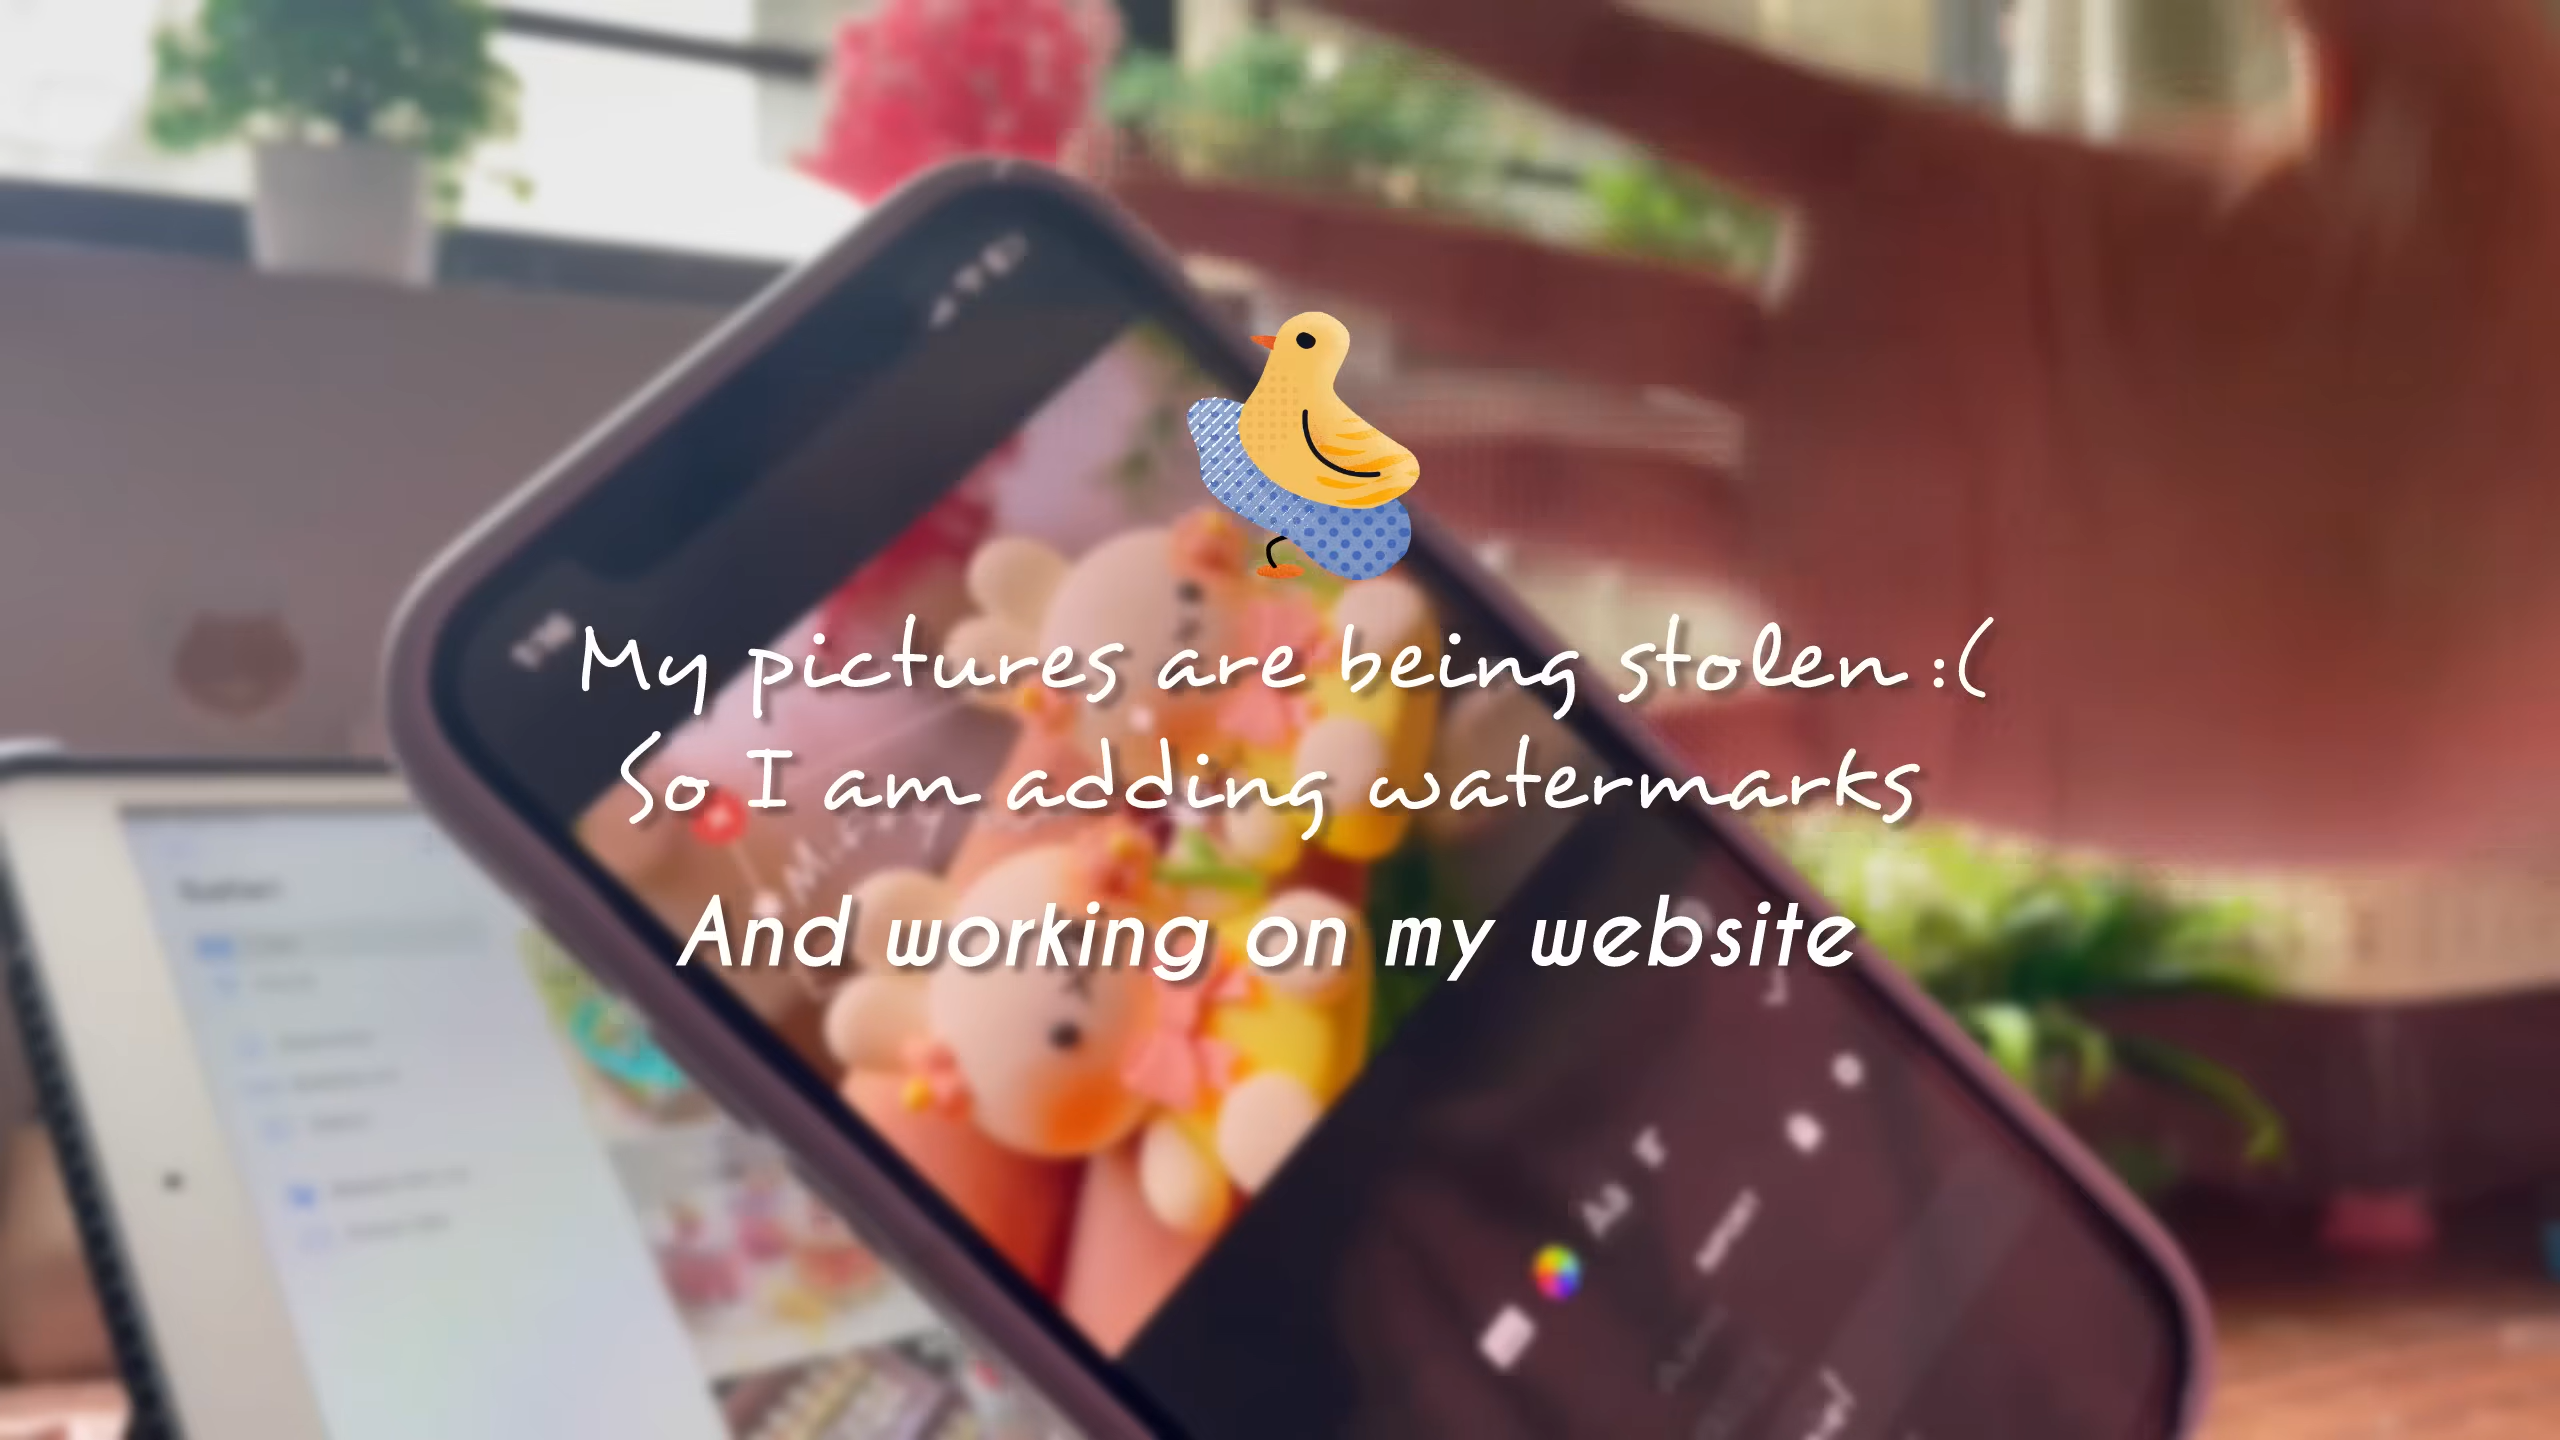 My pictures are being stolen :(
So I am adding watermarks
And working on my website